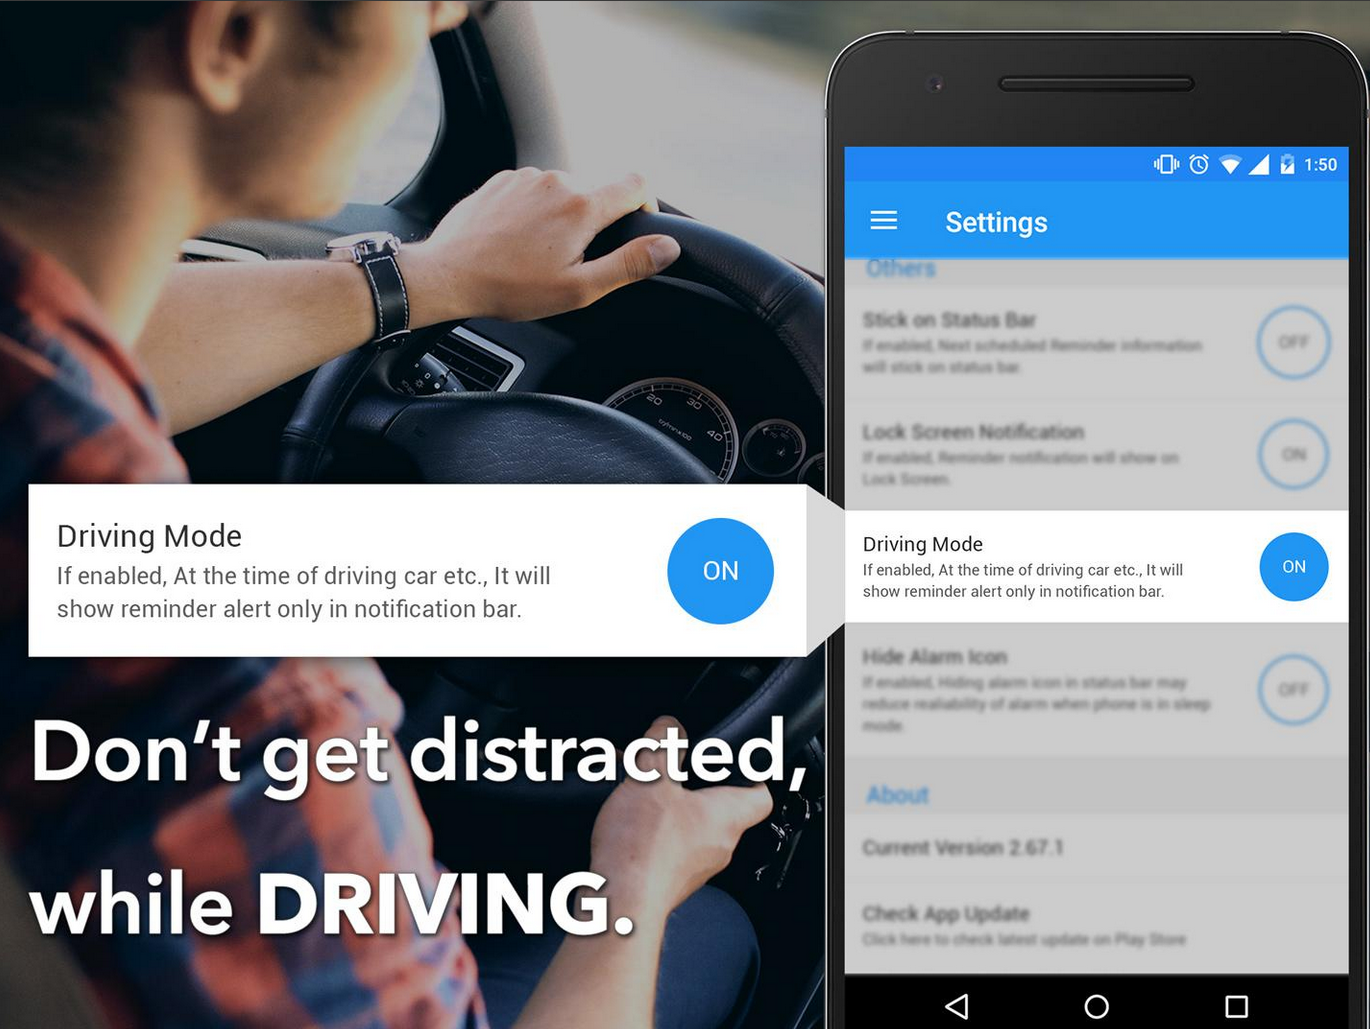 1:50
Settings
Others
Stick on Status Bar
If enabled, Next scheduled Reminder information
will stick on status bar.
OFF
Lock Screen Notification
If enabled, Reminder notification will show on
Lock Screen.
ON
Driving Mode
If enabled, At the time of driving car etc., It will
show reminder alert only in notification bar.
ON
Driving Mode
If enabled, At the time of driving car etc., It will
show reminder alert only in notification bar.
ON
Hide Alarm Icon
If enabled, Hiding alarm icon in status bar may
reduce realiability of alarm when phone is in sleep
mode.
OFF
About
Current Version 2.67.1
Check App Update
Click here to check latest update on Play Store
Don't get distracted,
while DRIVING.
20 30 40